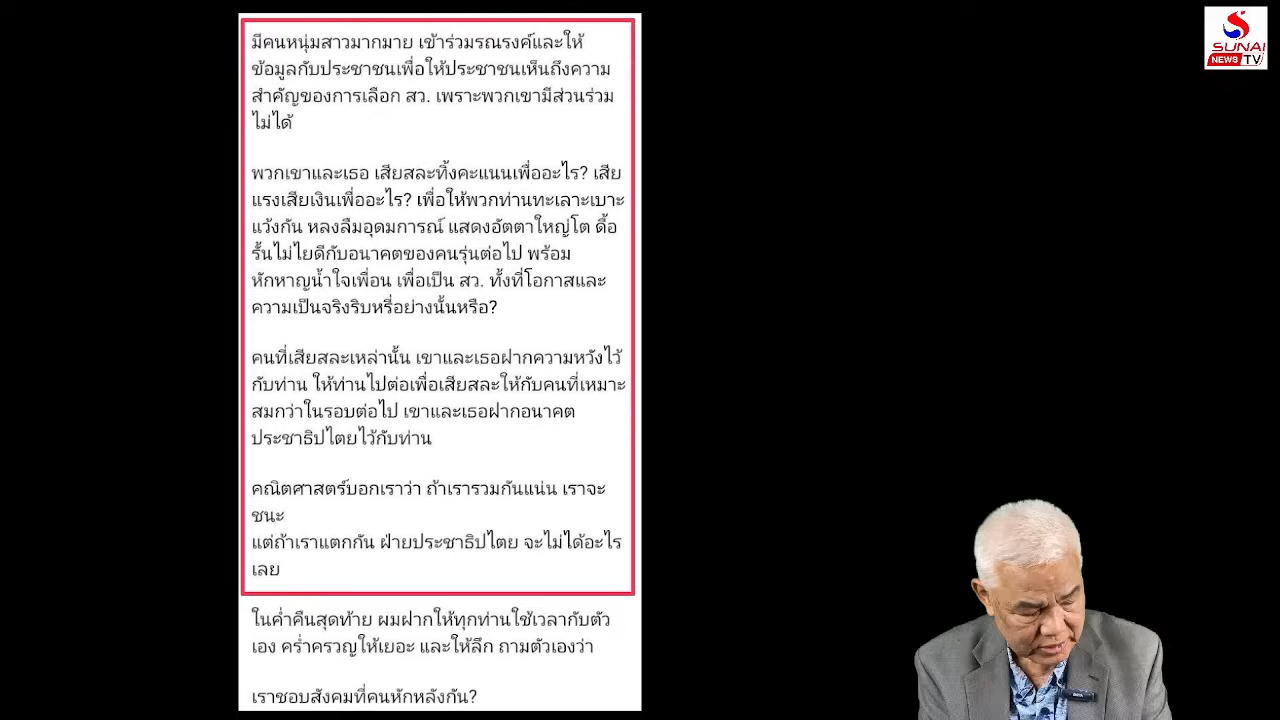 มีคนหนุ่มสาวมากมาย เข้าร่วมรณรงค์และให้
ข้อมูลกับประชาชนเพื่อให้ประชาชนเห็นถึงความ
สำคัญของการเลือก สว. เพราะพวกเขามีส่วนร่วม
ไม่ได้
พวกเขาและเธอ เสียสละทิ้งคะแนนเพื่ออะไร? เสีย
แรงเสียเงินเพื่ออะไร? เพื่อให้พวกท่านทะเลาะเบาะ
แว้งกัน หลงลืมอุดมการณ์ แสดงอัตตาใหญ่โต ดื้อ
รั้นไม่ไยดีกับอนาคตของคนรุ่นต่อไป พร้อม
หักหาญน้ำใจเพื่อน เพื่อเป็น สว. ทั้งที่โอกาสและ
ความเป็นจริงริบหรี่อย่างนั้นหรือ?
คนที่เสียสละเหล่านั้น เขาและเธอฝากความหวังไว้
กับท่าน ให้ท่านไปต่อเพื่อเสียสละให้กับคนที่เหมาะ
สมกว่าในรอบต่อไป เขาและเธอฝากอนาคต
ประชาธิปไตยไว้กับท่าน
คณิตศาสตร์บอกเราว่า ถ้าเรารวมกันแน่น เราจะ
ชนะ
แต่ถ้าเราแตกกัน ฝ่ายประชาธิปไตย จะไม่ได้อะไร
เลย
ในค่ำคืนสุดท้าย ผมฝากให้ทุกท่านใช้เวลากับตัว
เอง คร่ำครวญให้เยอะ และให้ลึก ถามตัวเองว่า
เราชอบสังคมที่คนหักหลังกัน?
SUNAI
NEWS TV